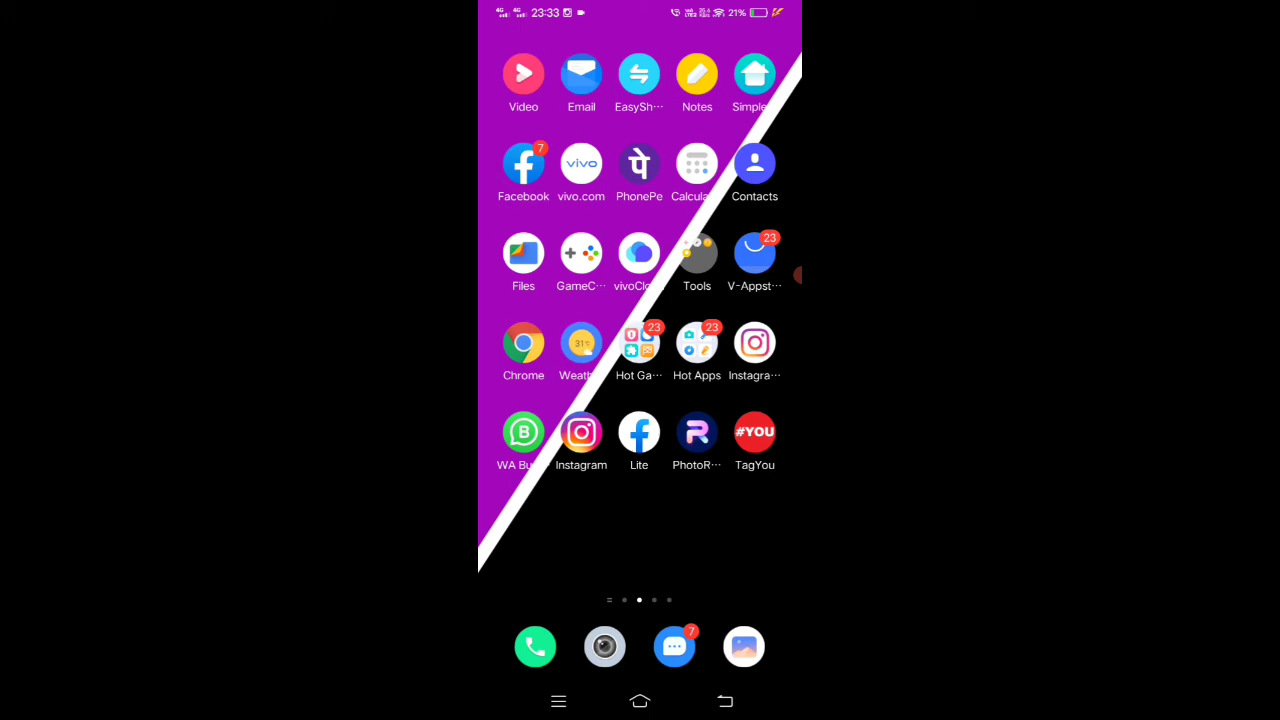 4G 4G 23:33 21%
Video Email EasySh··· Notes Simple
7
vivo पे
Facebook vivo.com PhonePe Calcula Contacts
23
Files GameC··· vivoClo Tools V-Appst···
31℃ 23 23
Chrome Weath Hot Ga··· Hot Apps Instagra···
B #YOU
WA Bu Instagram Lite PhotoR··· TagYou
7